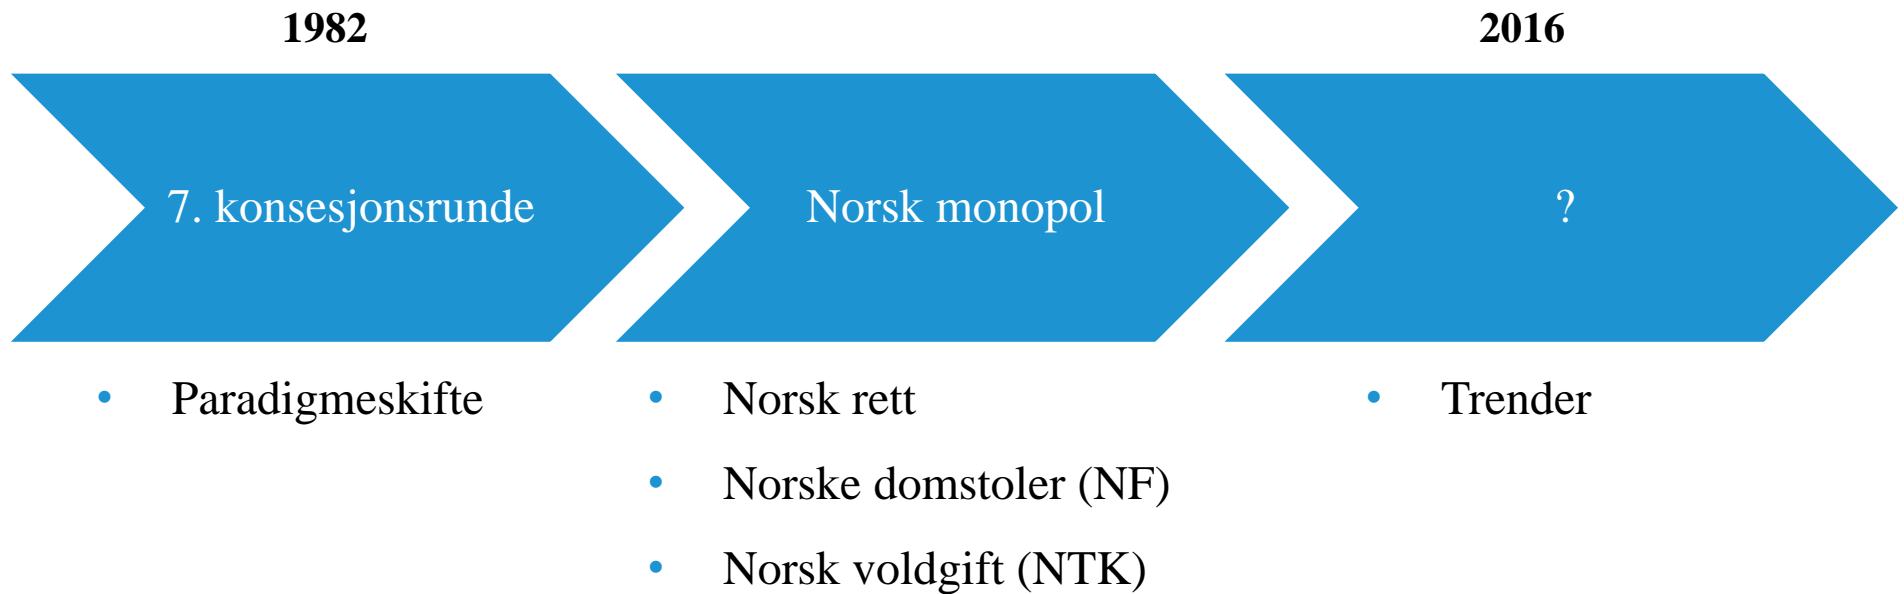 1982
2016
7. konsesjonsrunde
Norsk monopol
?
• Paradigmeskifte
• Norsk rett
• Norske domstoler (NF)
• Norsk voldgift (NTK)
• Trender